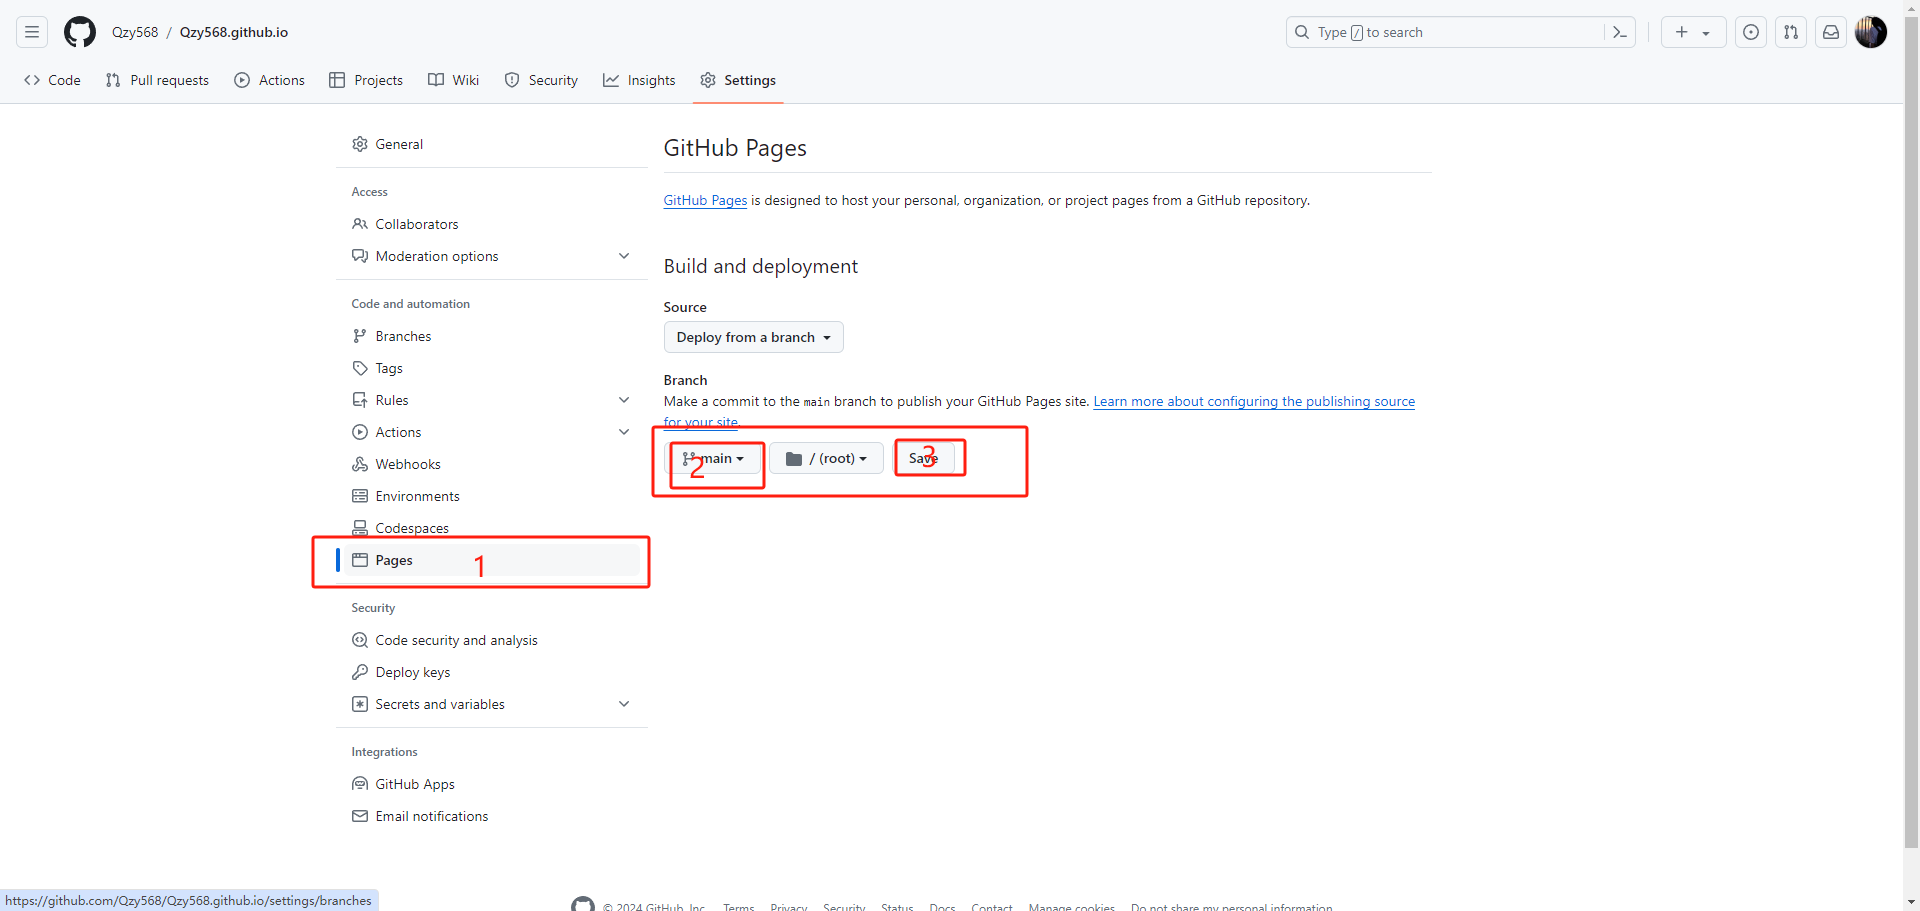 Qzy568 / Qzy568.github.io
Type / to search
Code Pull requests Actions Projects Wiki Security Insights Settings
General
Access
Collaborators
Moderation options
Code and automation
Branches
Tags
Rules
Actions
Webhooks
Environments
Codespaces
Pages
1
Security
Code security and analysis
Deploy keys
Secrets and variables
Integrations
GitHub Apps
Email notifications
GitHub Pages
GitHub Pages is designed to host your personal, organization, or project pages from a GitHub repository.
Build and deployment
Source
Deploy from a branch
Branch
Make a commit to the main branch to publish your GitHub Pages site. Learn more about configuring the publishing source
for your site.
main / (root) Save
2 3
https://github.com/Qzy568/Qzy568.github.io/settings/branches
© 2024 GitHub, Inc. Terms Privacy Security Status Docs Contact Manage cookies Do not share my personal information